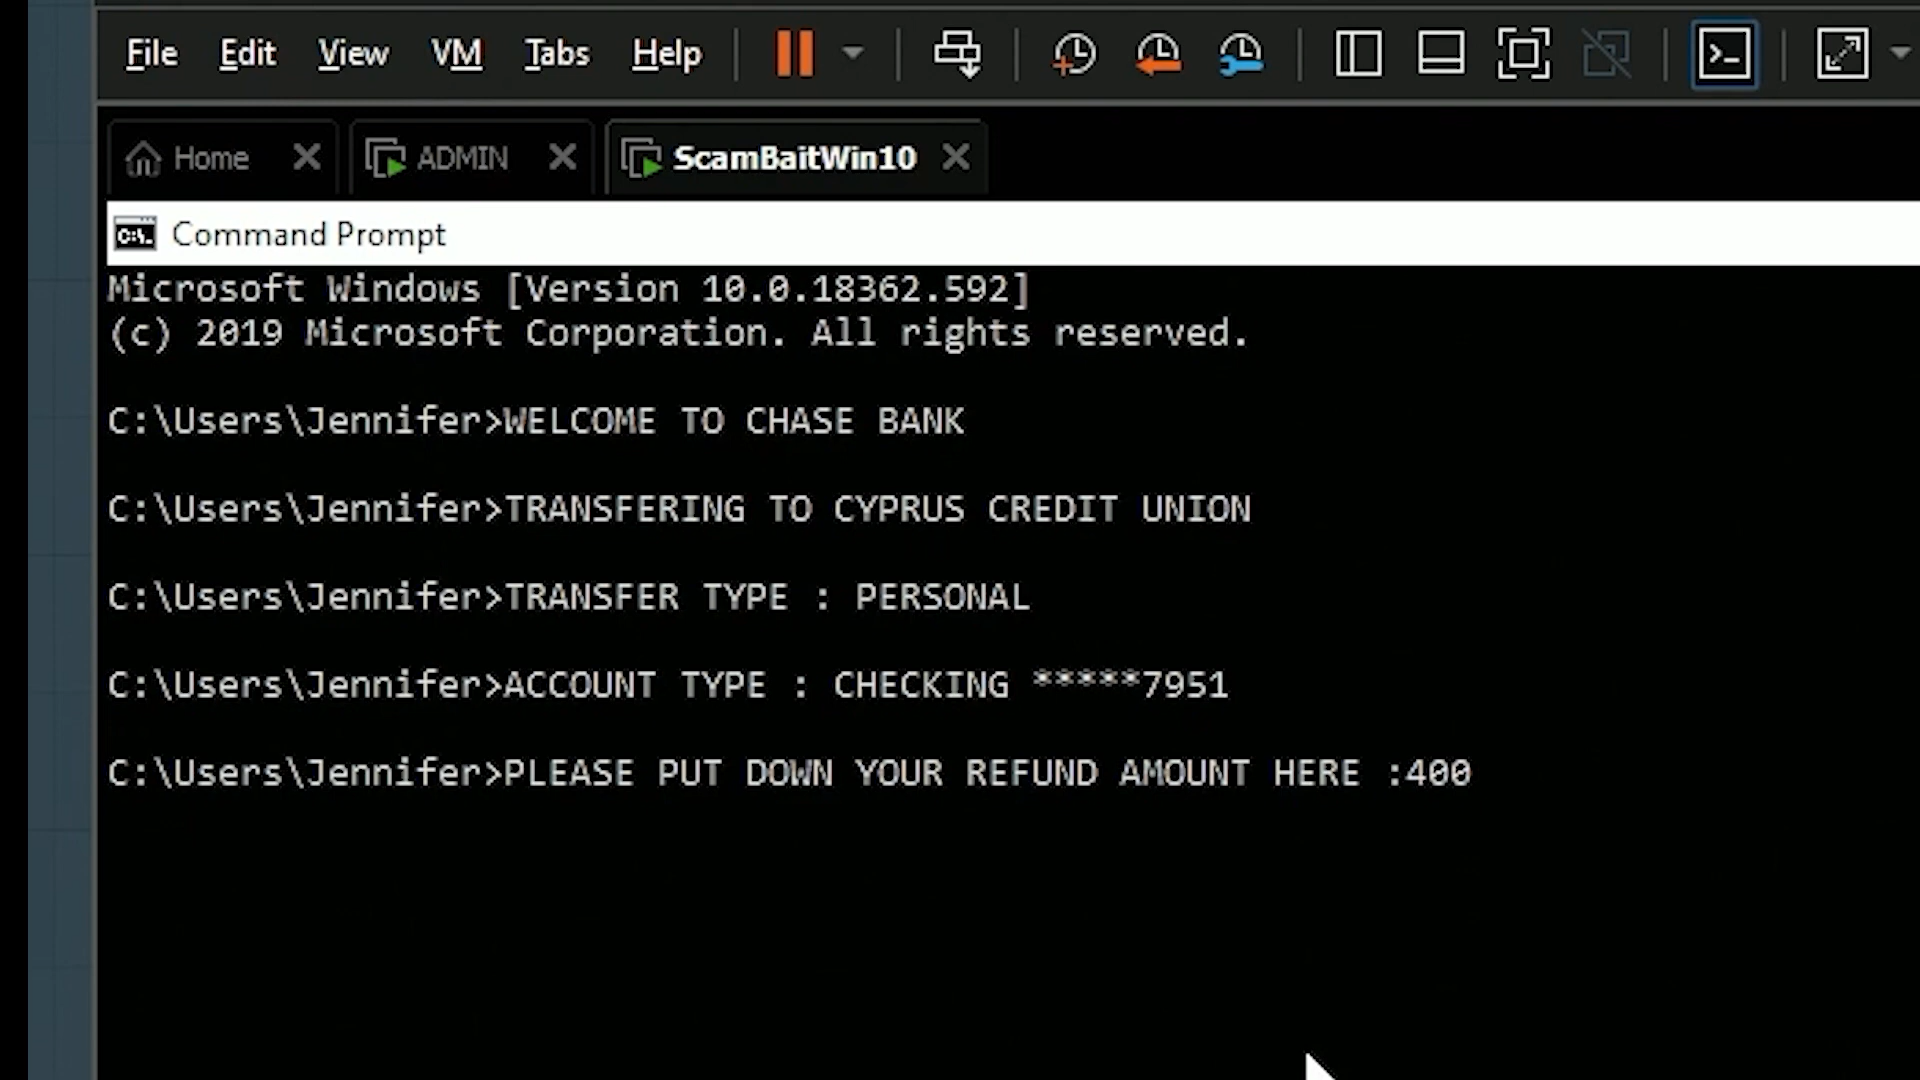 File Edit View VM Tabs Help
Home ADMIN ScamBaitWin10
C:\. Command Prompt
Microsoft Windows [Version 10.0.18362.592]
(c) 2019 Microsoft Corporation. All rights reserved.
C:\Users\Jennifer>WELCOME TO CHASE BANK
C:\Users\Jennifer>TRANSFERING TO CYPRUS CREDIT UNION
C:\Users\Jennifer>TRANSFER TYPE : PERSONAL
C:\Users\Jennifer>ACCOUNT TYPE : CHECKING *****7951
C:\Users\Jennifer>PLEASE PUT DOWN YOUR REFUND AMOUNT HERE :400